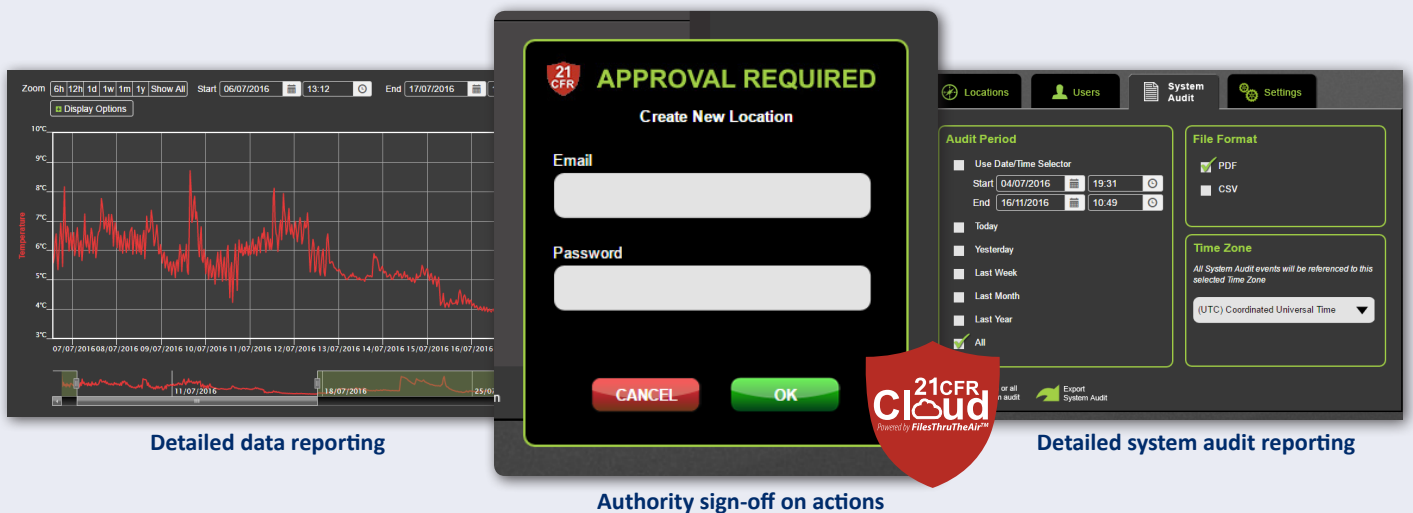 Zoom 6h 12h 1d 1w 1m 1y Show All Start 06/07/2016 13:12 End 17/07/2016
Display Options
10°C
9°C
8°C
7°C
6°C
5°C
4°C
3°C
Temperature
07/07/2016 08/07/2016 09/07/2016 10/07/2016 11/07/2016 12/07/2016 13/07/2016 14/07/2016 15/07/2016 16/07/2016
11/07/2016 18/07/2016 25/07
Detailed data reporting
21
CFR
APPROVAL REQUIRED
Create New Location
Email
Password
CANCEL OK
Authority sign-off on actions
Locations Users System
Audit Settings
Audit Period
Use Date/Time Selector
Start 04/07/2016 19:31
End 16/11/2016 10:49
Today
Yesterday
Last Week
Last Month
Last Year
All
File Format
PDF
CSV
Time Zone
All System Audit events will be referenced to this
selected Time Zone
(UTC) Coordinated Universal Time
or all
audit
Export
System Audit
21CFR
Cloud
Powered by FilesThruTheAir™
Detailed system audit reporting